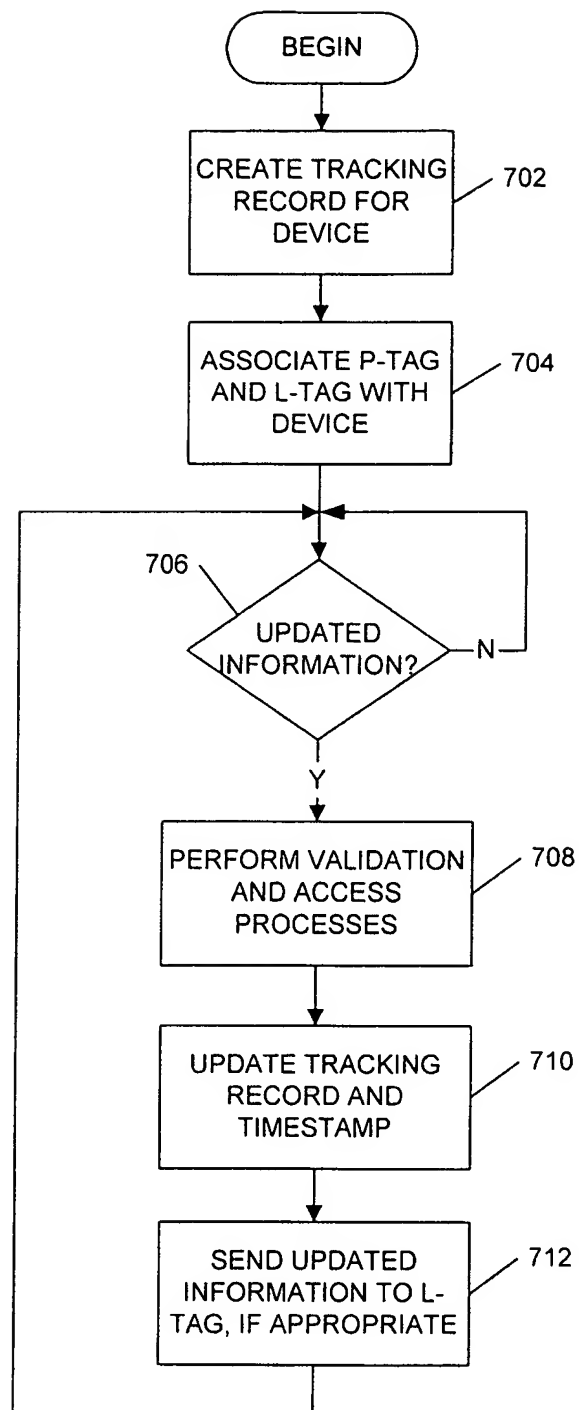 BEGIN
CREATE TRACKING
RECORD FOR
DEVICE
702
ASSOCIATE P-TAG
AND L-TAG WITH
DEVICE
704
706
UPDATED
INFORMATION?
N
Y
PERFORM VALIDATION
AND ACCESS
PROCESSES
708
UPDATE TRACKING
RECORD AND
TIMESTAMP
710
SEND UPDATED
INFORMATION TO L-
TAG, IF APPROPRIATE
712